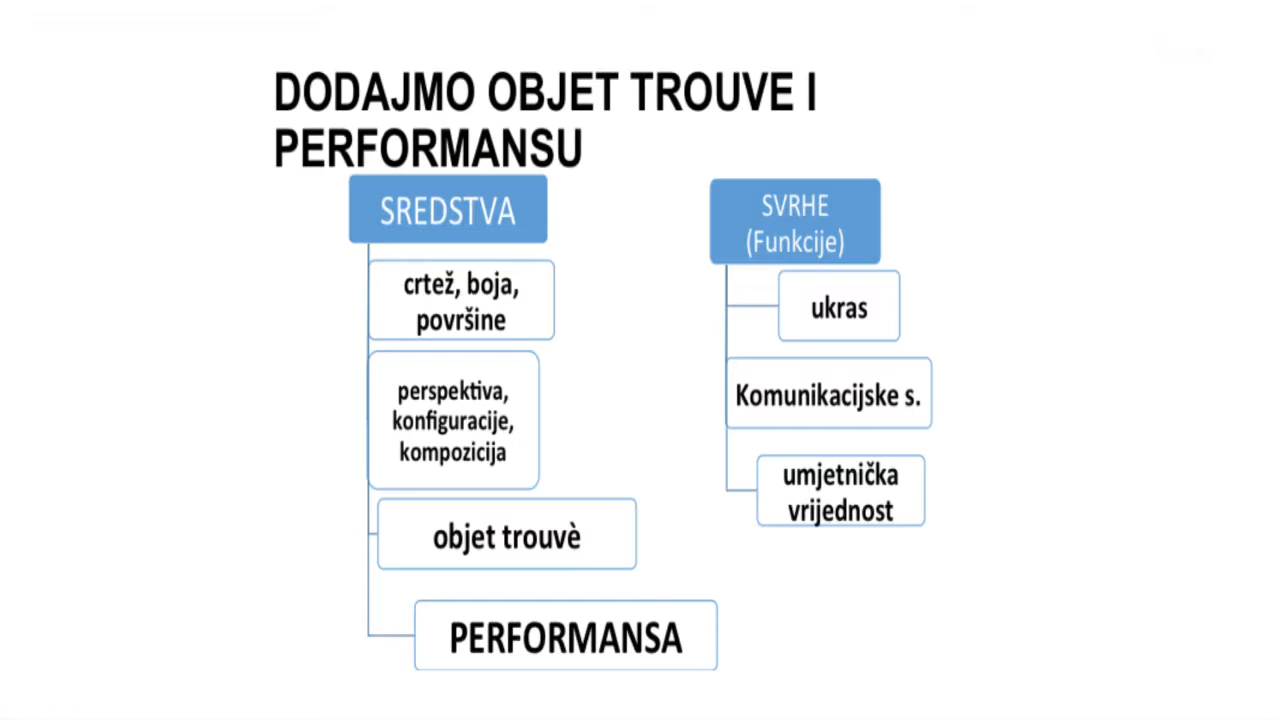 DODAJMO OBJET TROUVE I
PERFORMANSU
SREDSTVA
crtež, boja,
površine
perspektiva,
konfiguracije,
kompozicija
objet trouvè
PERFORMANSA
SVRHE
(Funkcije)
ukras
Komunikacijske s.
umjetnička
vrijednost